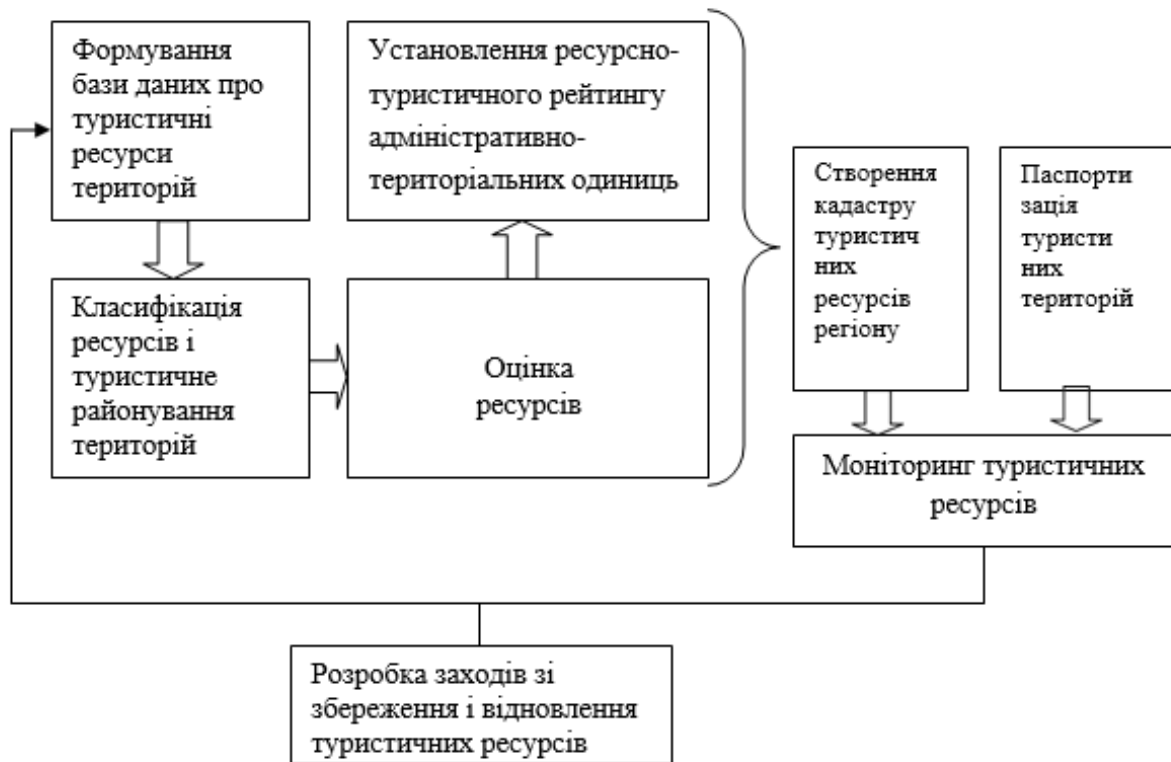 Формування
бази даних про
туристичні
ресурси
територій
Установлення ресурсно-
туристичного рейтингу
адміністративно-
територіальних одиниць
Класифікація
ресурсів і
туристичне
районування
територій
Оцінка
ресурсів
Створення
кадастру
туристич
них
ресурсів
регіону
Паспорти
зація
туристи
них
територій
Моніторинг туристичних
ресурсів
Розробка заходів зі
збереження і відновлення
туристичних ресурсів